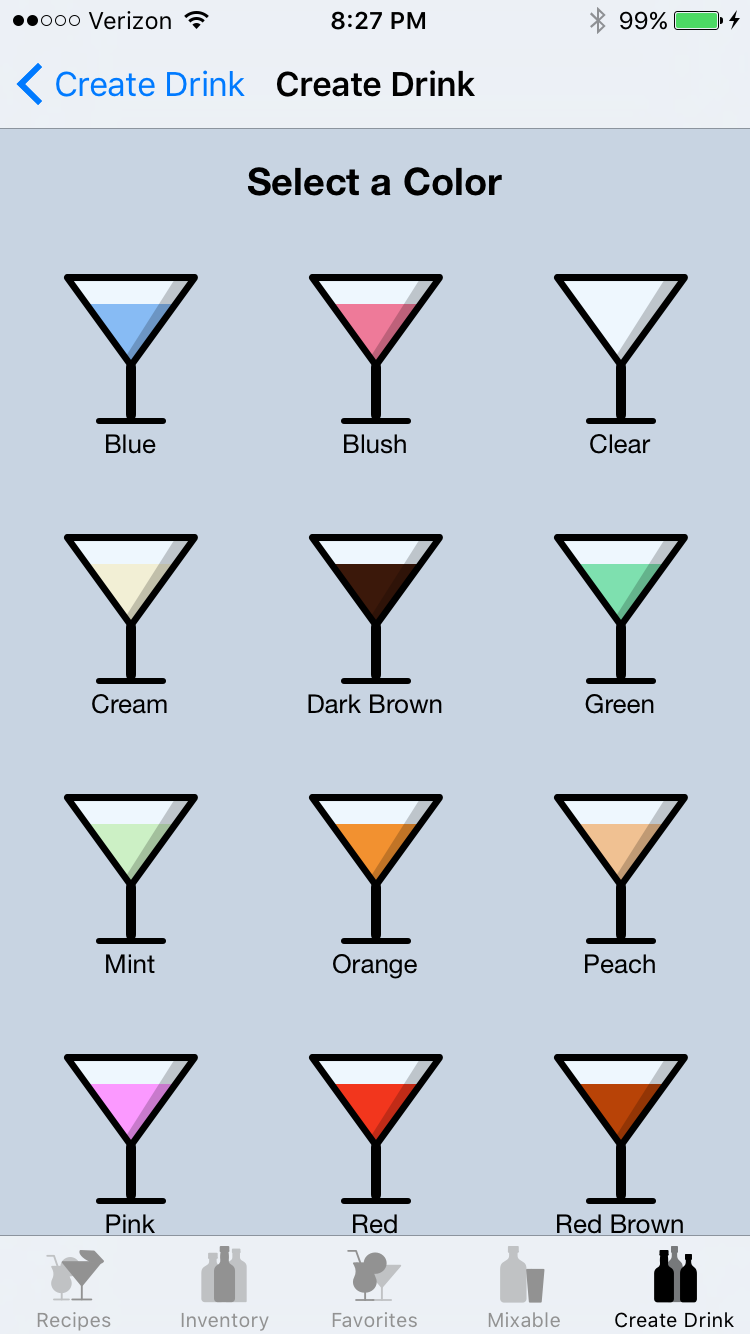 Verizon 8:27 PM 99%
Create Drink Create Drink
Select a Color
Blue Blush Clear
Cream Dark Brown Green
Mint Orange Peach
Pink Red Red Brown
Recipes Inventory Favorites Mixable Create Drink